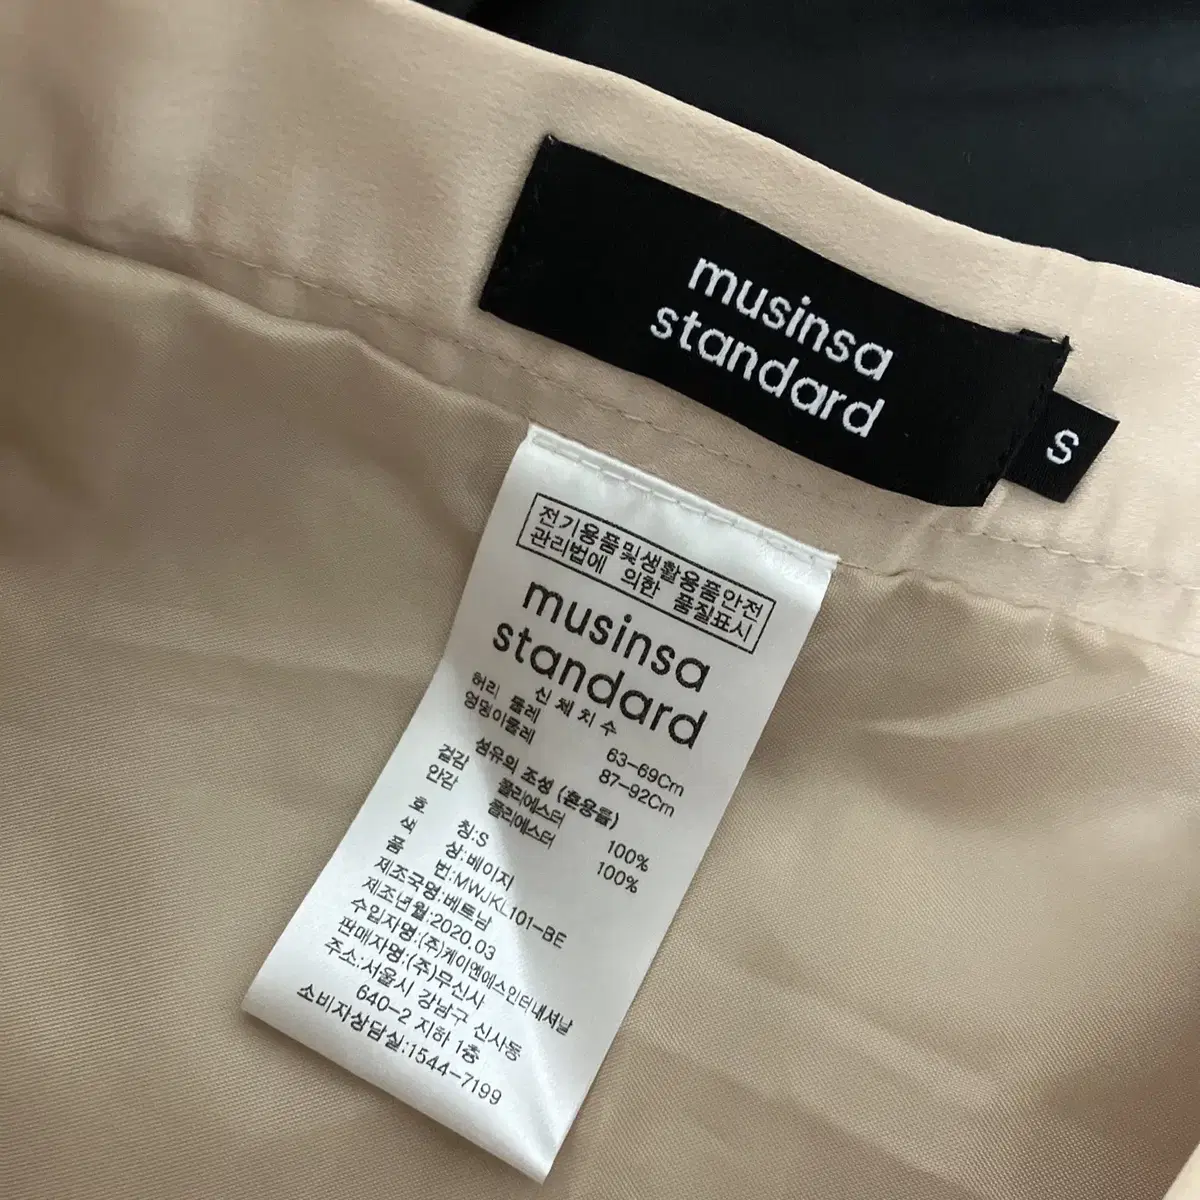 musinsa
standard
S
전기용품및생활용품안전
관리법에 의한 품질표시
musinsa
standard
신체치수
허리 둘레 63-69Cm
엉덩이둘레 87-92Cm
섬유의 조성 (혼용률)
겉감 폴리에스터 100%
안감 폴리에스터 100%
호 칭:S
색 상:베이지
품 번:MWJKL101-BE
제조국명:베트남
제조년월:2020.03
수입자명:(주)케이엔에스인터내셔날
판매자명:(주)무신사
주소:서울시 강남구 신사동
640-2 지하 1층
소비자상담실:1544-7199